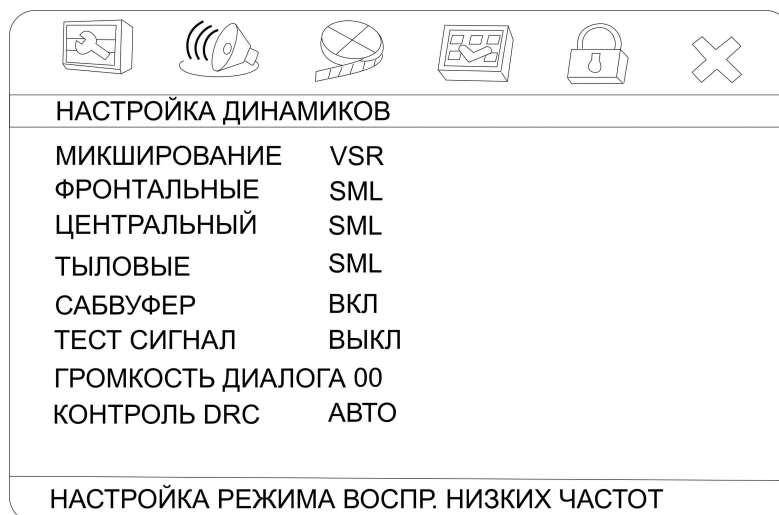 НАСТРОЙКА ДИНАМИКОВ
МИКШИРОВАНИЕ VSR
ФРОНТАЛЬНЫЕ SML
ЦЕНТРАЛЬНЫЙ SML
ТЫЛОВЫЕ SML
САБВУФЕР ВКЛ
ТЕСТ СИГНАЛ ВЫКЛ
ГРОМКОСТЬ ДИАЛОГА 00
КОНТРОЛЬ DRC АВТО
НАСТРОЙКА РЕЖИМА ВОСПР. НИЗКИХ ЧАСТОТ